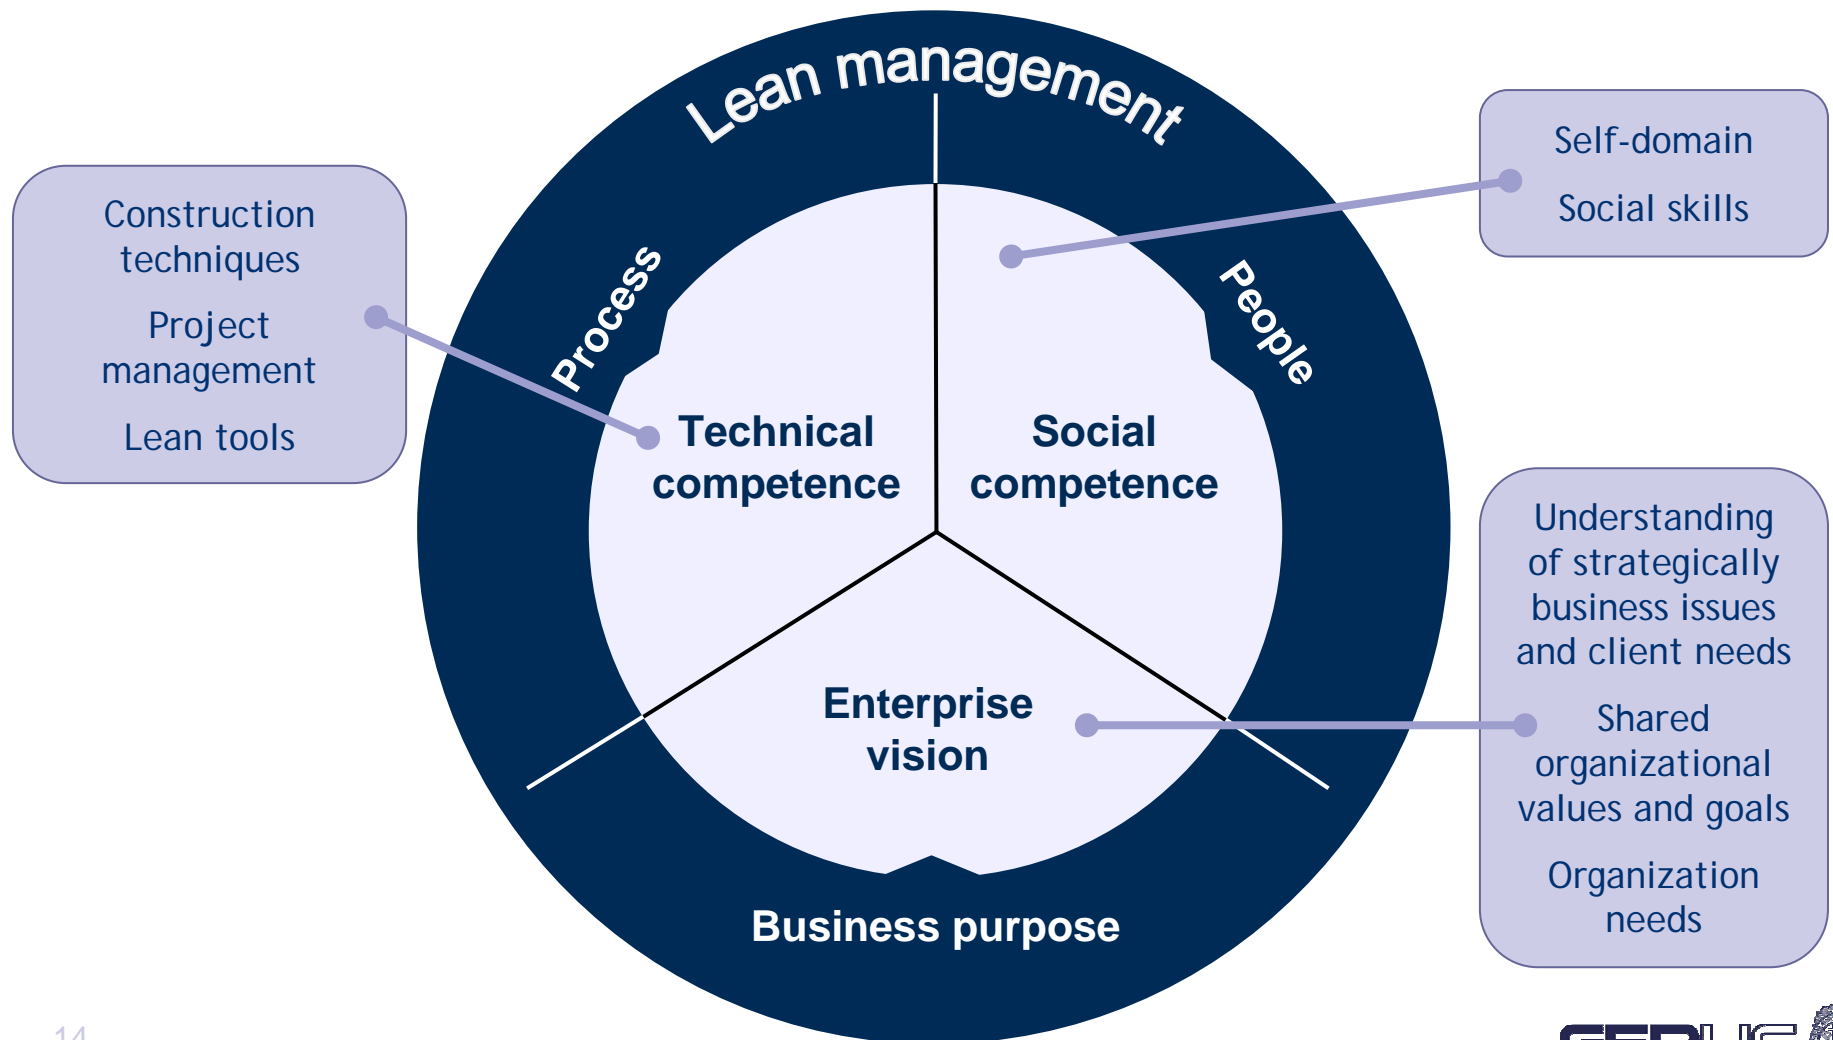 Lean management
Self-domain
Social skills
Construction
techniques
Project
management
Lean tools
Process
People
Technical
competence
Social
competence
Enterprise
vision
Understanding
of strategically
business issues
and client needs
Shared
organizational
values and goals
Organization
needs
Business purpose
14